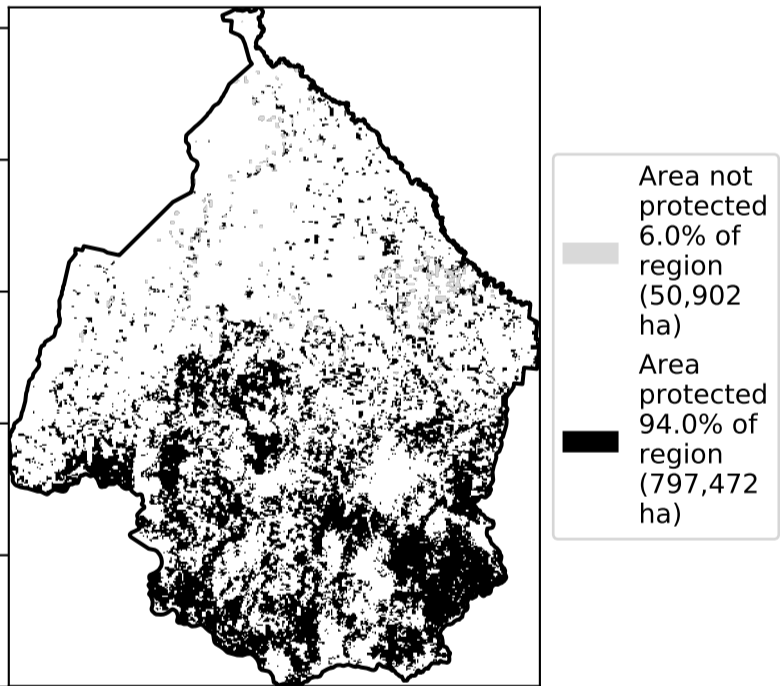 Area not
protected
6.0% of
region
(50,902
ha)
Area
protected
94.0% of
region
(797,472
ha)